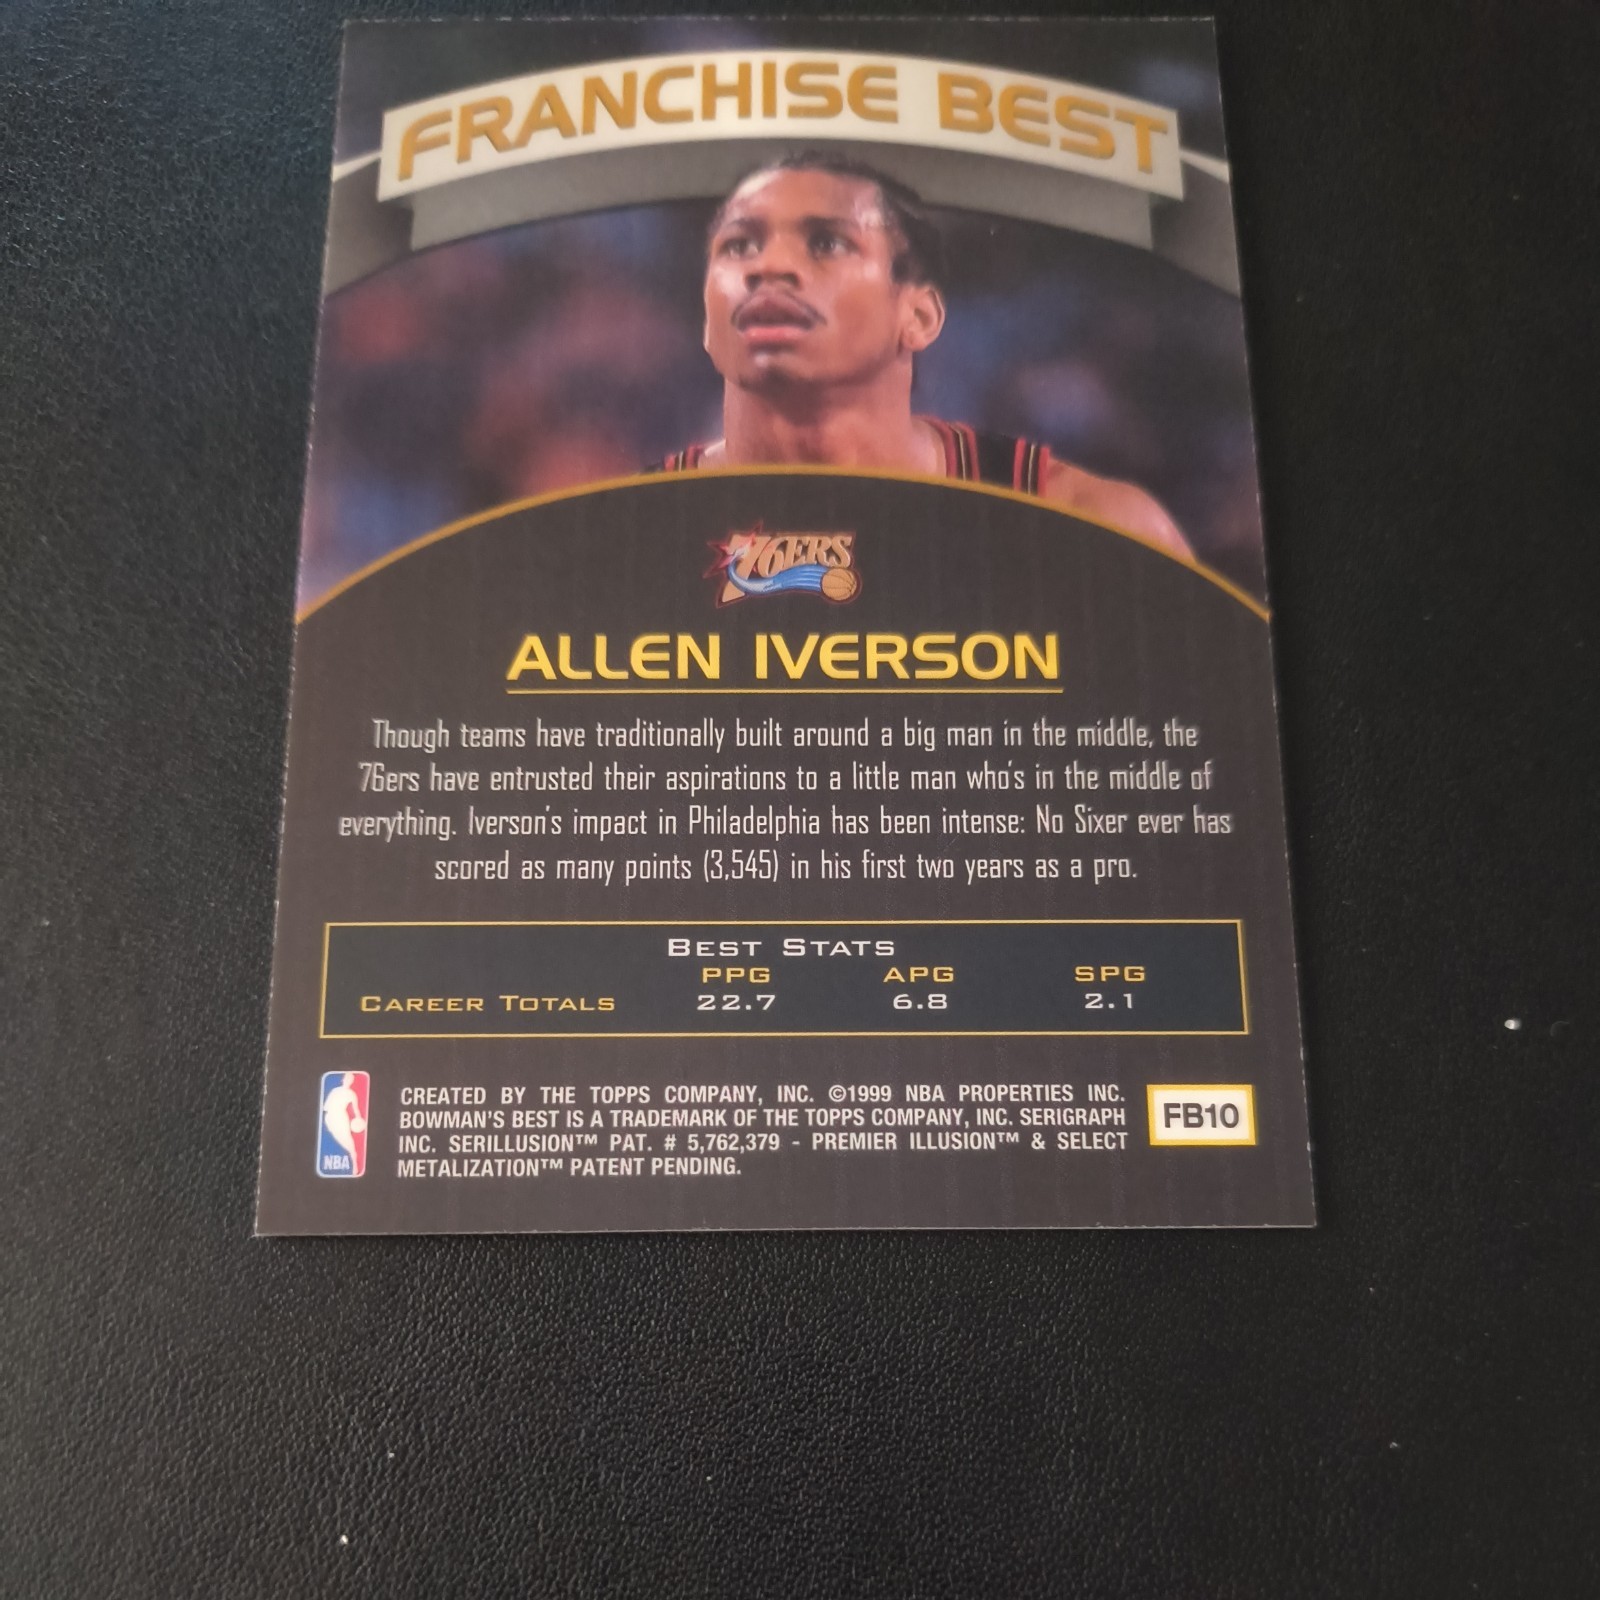 FRANCHISE BEST
76ERS
ALLEN IVERSON
Though teams have traditionally built around a big man in the middle, the
76ers have entrusted their aspirations to a little man who's in the middle of
everything. Iverson's impact in Philadelphia has been intense: No Sixer ever has
scored as many points (3,545) in his first two years as a pro.
BEST STATS
PPG APG SPG
CAREER TOTALS 22.7 6.8 2.1
CREATED BY THE TOPPS COMPANY, INC. ©1999 NBA PROPERTIES INC.
BOWMAN'S BEST IS A TRADEMARK OF THE TOPPS COMPANY, INC. SERIGRAPH
INC. SERILLUSION™ PAT. # 5,762,379 - PREMIER ILLUSION™ & SELECT
METALIZATION™ PATENT PENDING.
NBA
FB10